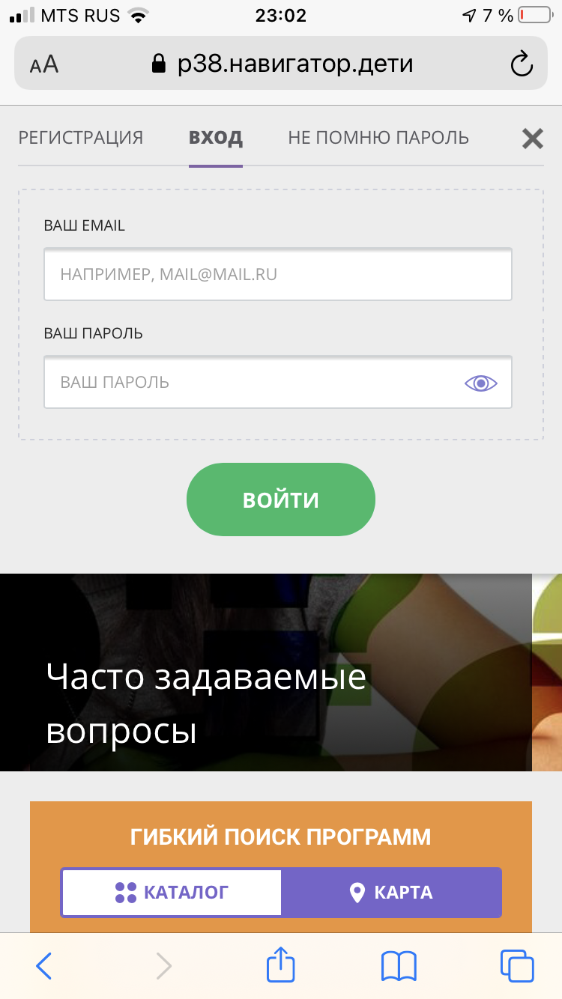 MTS RUS 23:02 7 %
AA р38.навигатор.дети
РЕГИСТРАЦИЯ ВХОД НЕ ПОМНЮ ПАРОЛЬ
ВАШ EMAIL
НАПРИМЕР, MAIL@MAIL.RU
ВАШ ПАРОЛЬ
ВАШ ПАРОЛЬ
ВОЙТИ
Часто задаваемые
вопросы
ГИБКИЙ ПОИСК ПРОГРАММ
КАТАЛОГ КАРТА